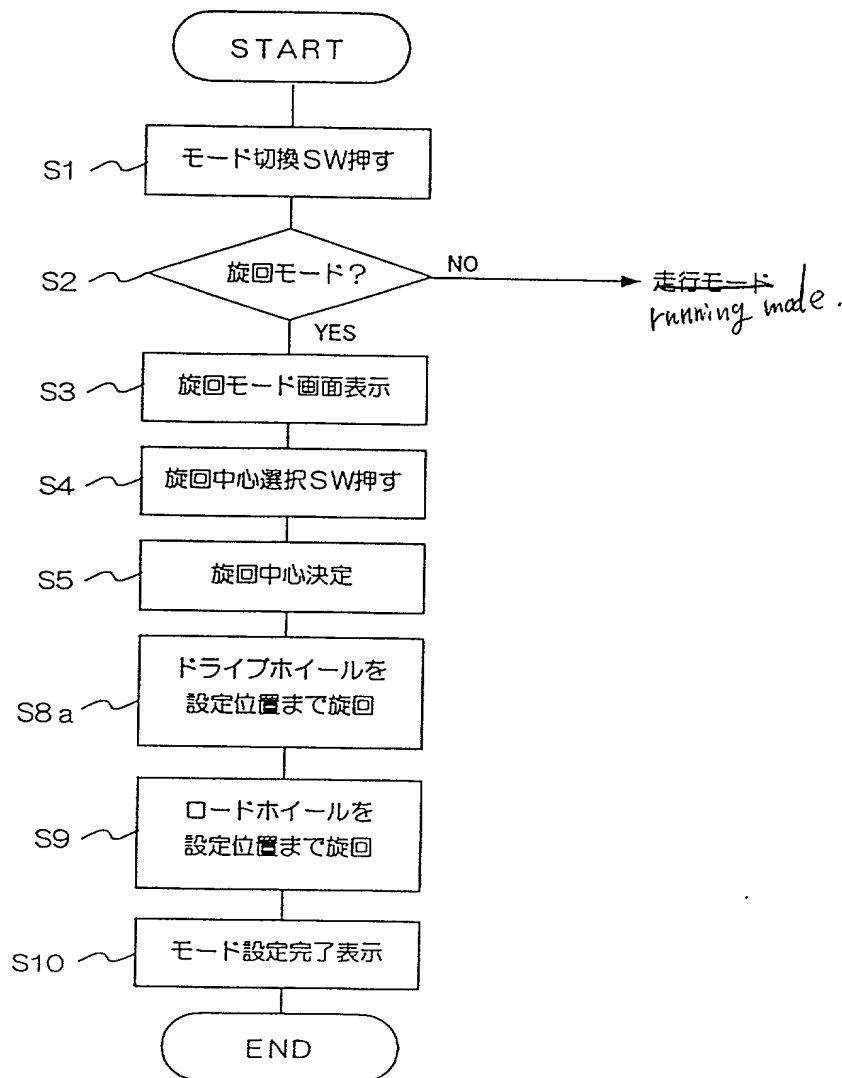 START
S1
モード切換SW押す
S2
旋回モード?
NO
走行モード
running mode.
YES
S3
旋回モード画面表示
S4
旋回中心選択SW押す
S5
旋回中心決定
S8a
ドライブホイールを
設定位置まで旋回
S9
ロードホイールを
設定位置まで旋回
S10
モード設定完了表示
END